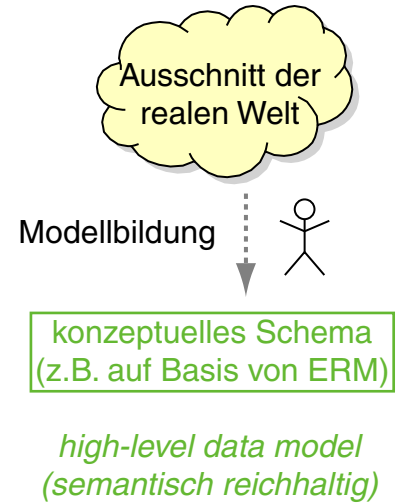 Ausschnitt der
realen Welt
Modellbildung
konzeptuelles Schema
(z.B. auf Basis von ERM)
high-level data model
(semantisch reichhaltig)